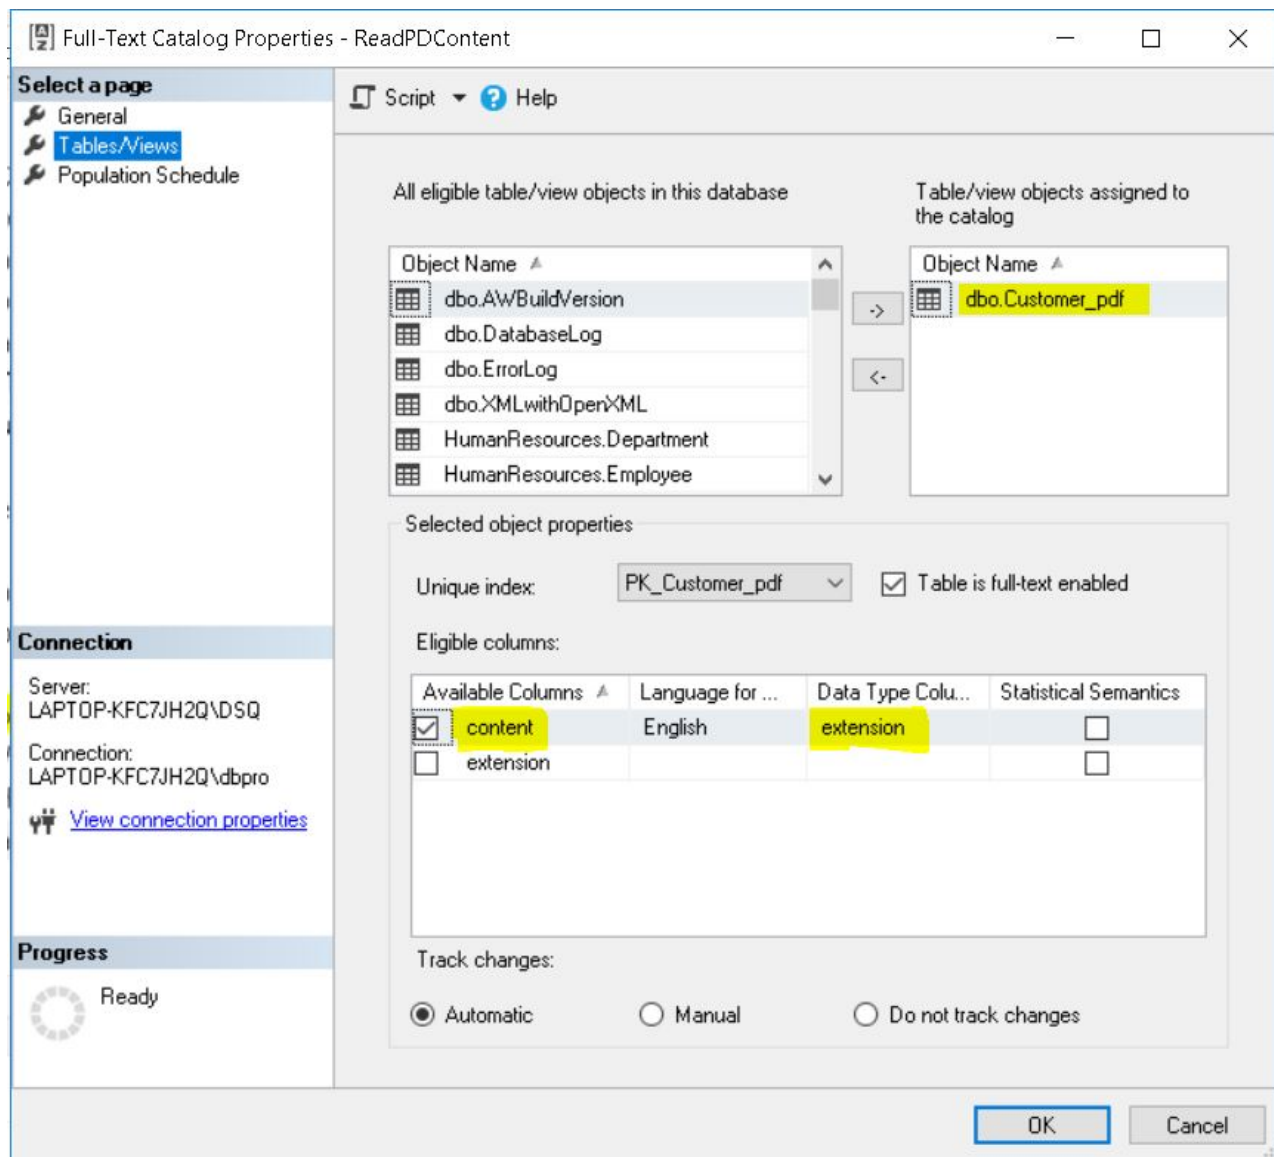 Full-Text Catalog Properties - ReadPDContent
Select a page
General
Tables/Views
Population Schedule
Script
Help
All eligible table/view objects in this database
Object Name
dbo.AWBuildVersion
dbo.DatabaseLog
dbo.ErrorLog
dbo.XMLwithOpenXML
HumanResources.Department
HumanResources.Employee
->
<-
Table/view objects assigned to
the catalog
Object Name
dbo.Customer_pdf
Selected object properties
Unique index:
PK_Customer_pdf
Table is full-text enabled
Eligible columns:
Available Columns Language for ... Data Type Colu... Statistical Semantics
content English extension
extension
Track changes:
Automatic Manual Do not track changes
Connection
Server:
LAPTOP-KFC7JH2Q\DSQ
Connection:
LAPTOP-KFC7JH2Q\dbpro
View connection properties
Progress
Ready
OK Cancel